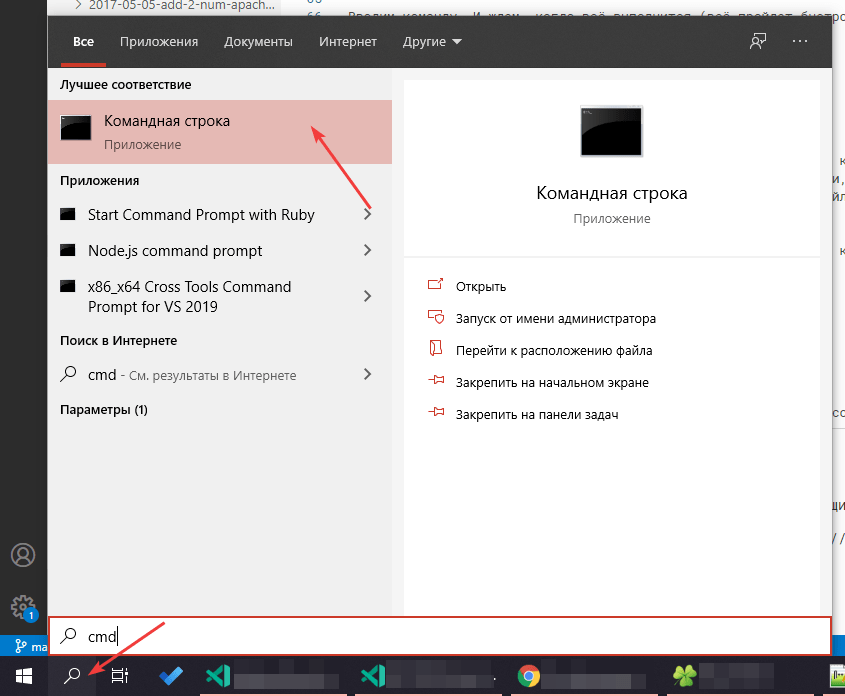 2017-05-05-add-2-num-apach...
66
Все Приложения Документы Интернет Другие
Лучшее соответствие
Командная строка
Приложение
Приложения
Start Command Prompt with Ruby
Node.js command prompt
x86_x64 Cross Tools Command
Prompt for VS 2019
Поиск в Интернете
cmd - См. результаты в Интернете
Параметры (1)
Командная строка
Приложение
Открыть
Запуск от имени администратора
Перейти к расположению файла
Закрепить на начальном экране
Закрепить на панели задач
1
ma
cmd